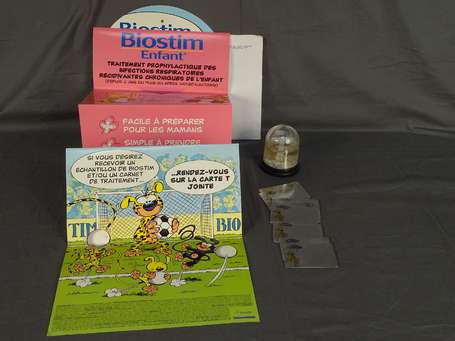 Biostim
Biostim
Enfant
TRAITEMENT PROPHYLACTIQUE DES
INFECTIONS RESPIRATOIRES
RÉCIDIVANTES CHRONIQUES DE L'ENFANT
FACILE À PRÉPARER
POUR LES MAMANS
SIMPLE À PRENDRE
SI VOUS DÉSIREZ
RECEVOIR UN
ÉCHANTILLON DE BIOSTIM
ET/OU UN CARNET
DE TRAITEMENT...
...RENDEZ-VOUS
SUR LA CARTE T
JOINTE
TIM
BIO